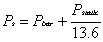 P_s = P_bar + P_static / 13.6